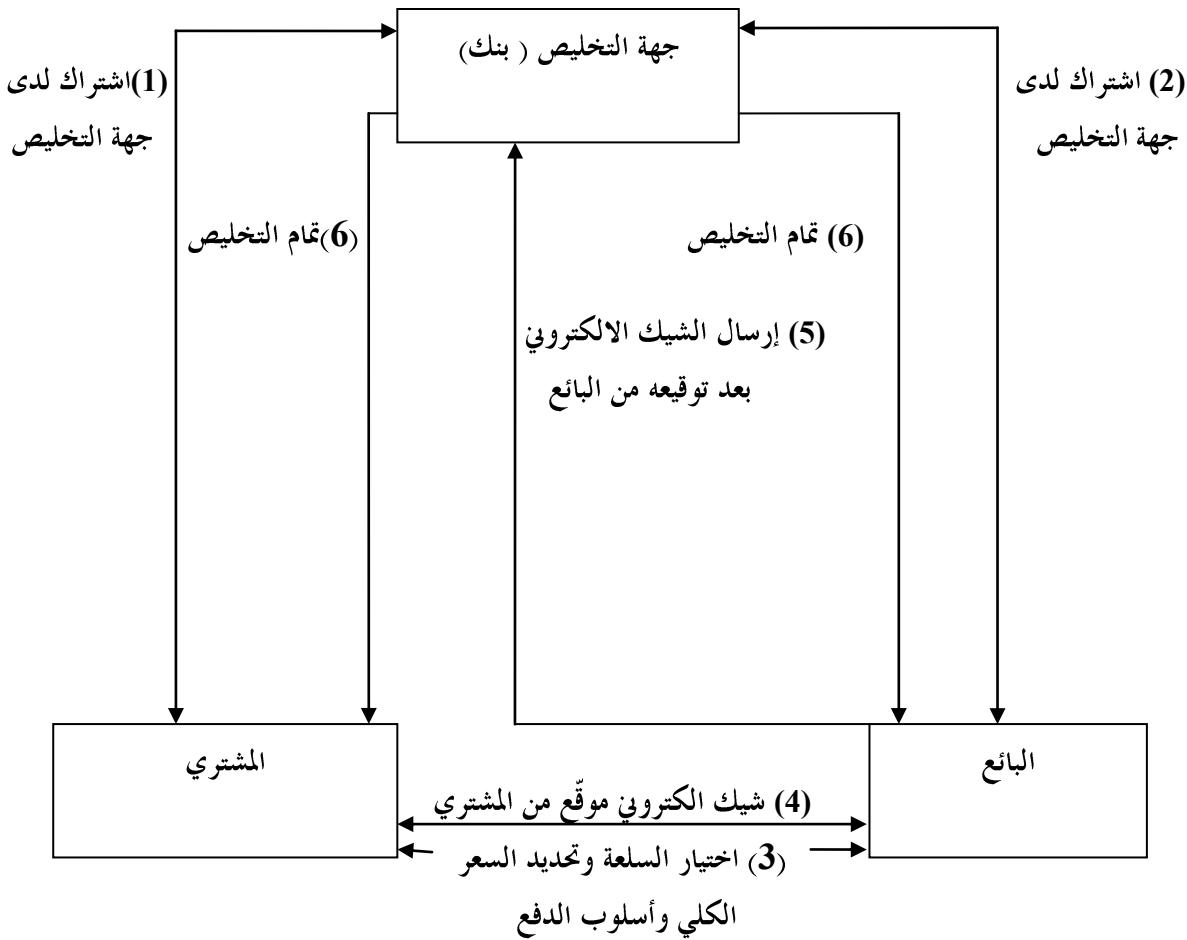 جهة التخليص ( بنك)
(2) اشتراك لدى
جهة التخليص
(1)اشتراك لدى
جهة التخليص
(6) تمام التخليص
(6)تمام التخليص
(5) إرسال الشيك الالكتروني
بعد توقيعه من البائع
البائع
المشتري
(4) شيك الكتروني موقّع من المشتري
(3) اختيار السلعة وتحديد السعر
الكلي وأسلوب الدفع